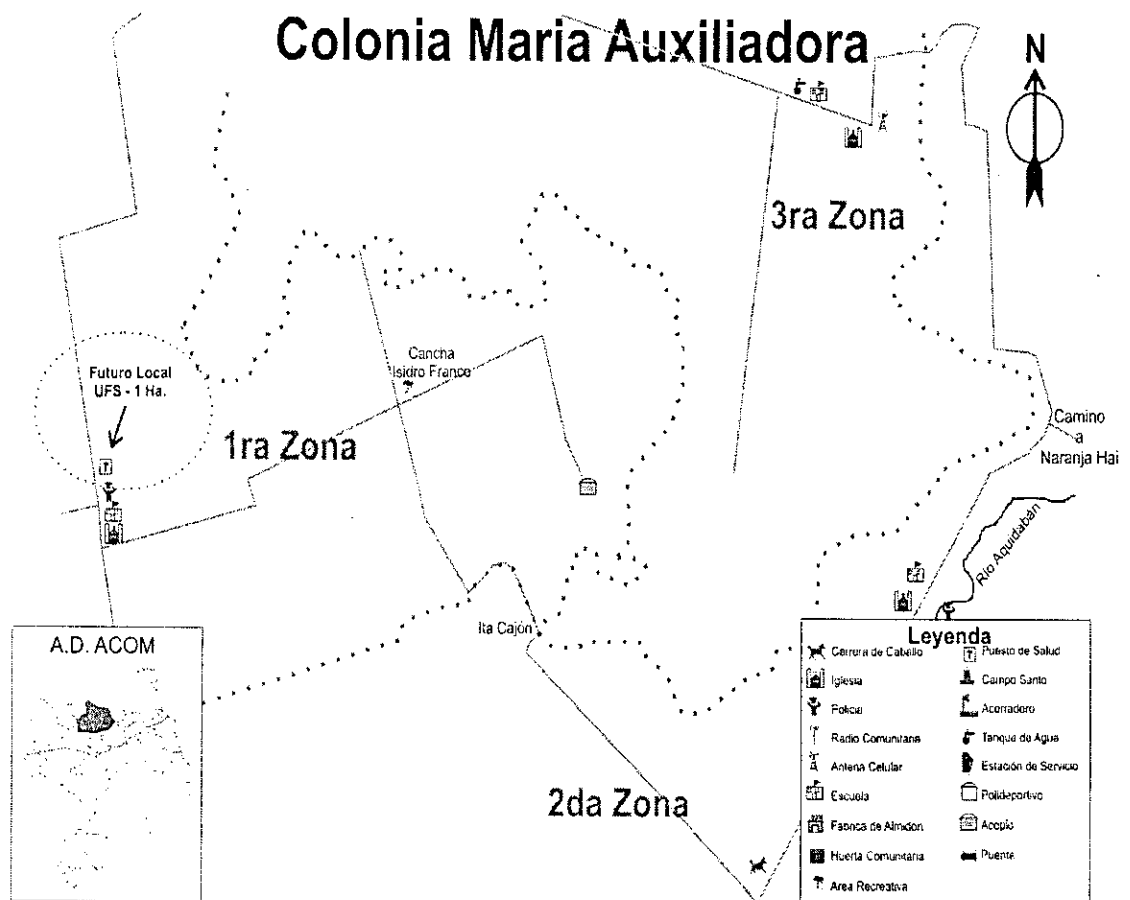 Colonia Maria Auxiliadora
N
3ra Zona
Cancha
Isidro Franco
Futuro Local
UFS - 1 Ha.
1ra Zona
Camino
a
Naranja Hai
Río Aquidabán
Ita Cajón
A.D. ACOM
2da Zona
Leyenda
Carrura de Caballo
Iglesia
Policia
Radio Comunitaria
Antena Celular
Escuela
Fabrica de Almidon
Huerta Comunitaria
Area Recreativa
Puesto de Salud
Campo Santo
Acerradero
Tanque de Agua
Estación de Servicio
Polideportivo
Acopio
Puente